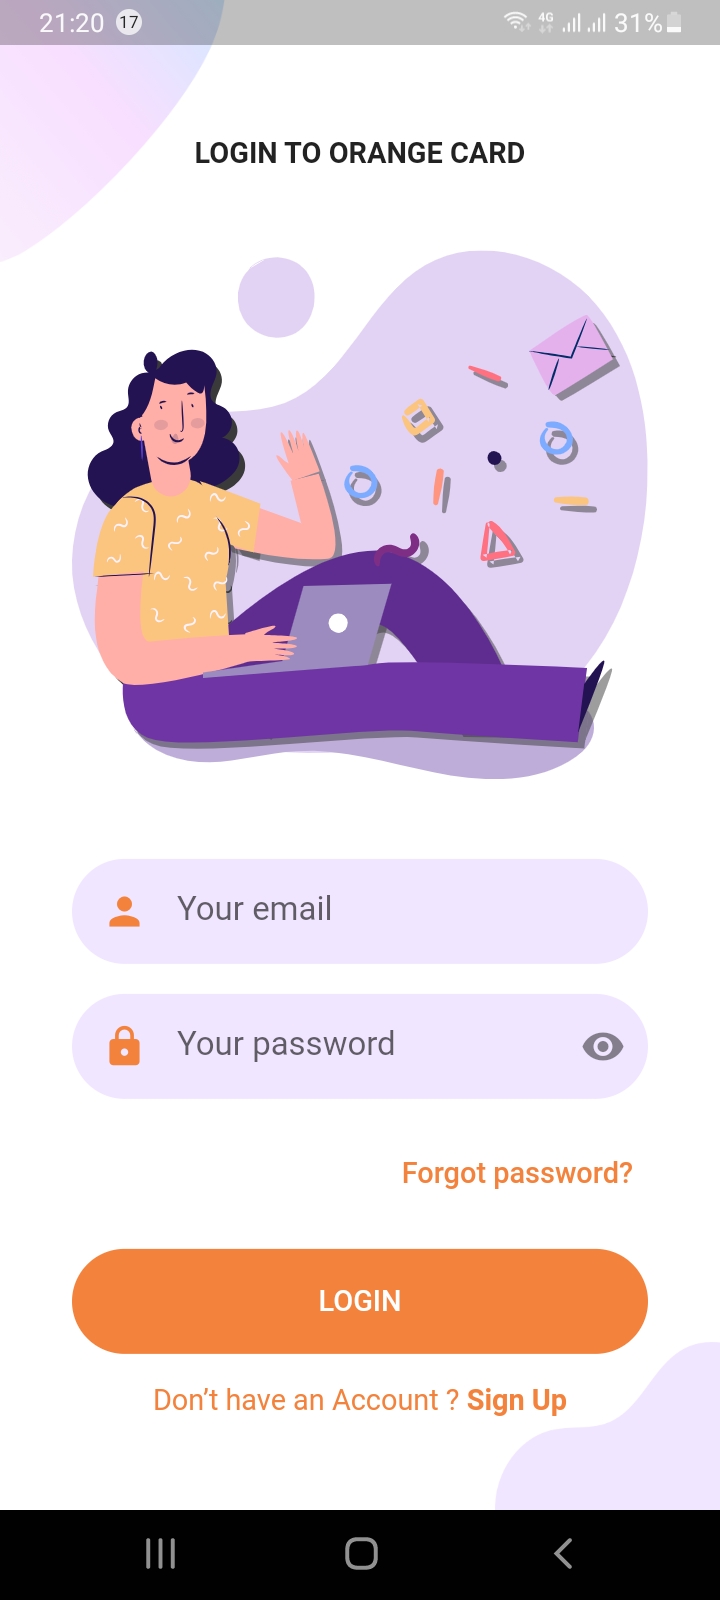 21:20 17 4G 31%
LOGIN TO ORANGE CARD
Your email
Your password
Forgot password?
LOGIN
Don’t have an Account ? Sign Up